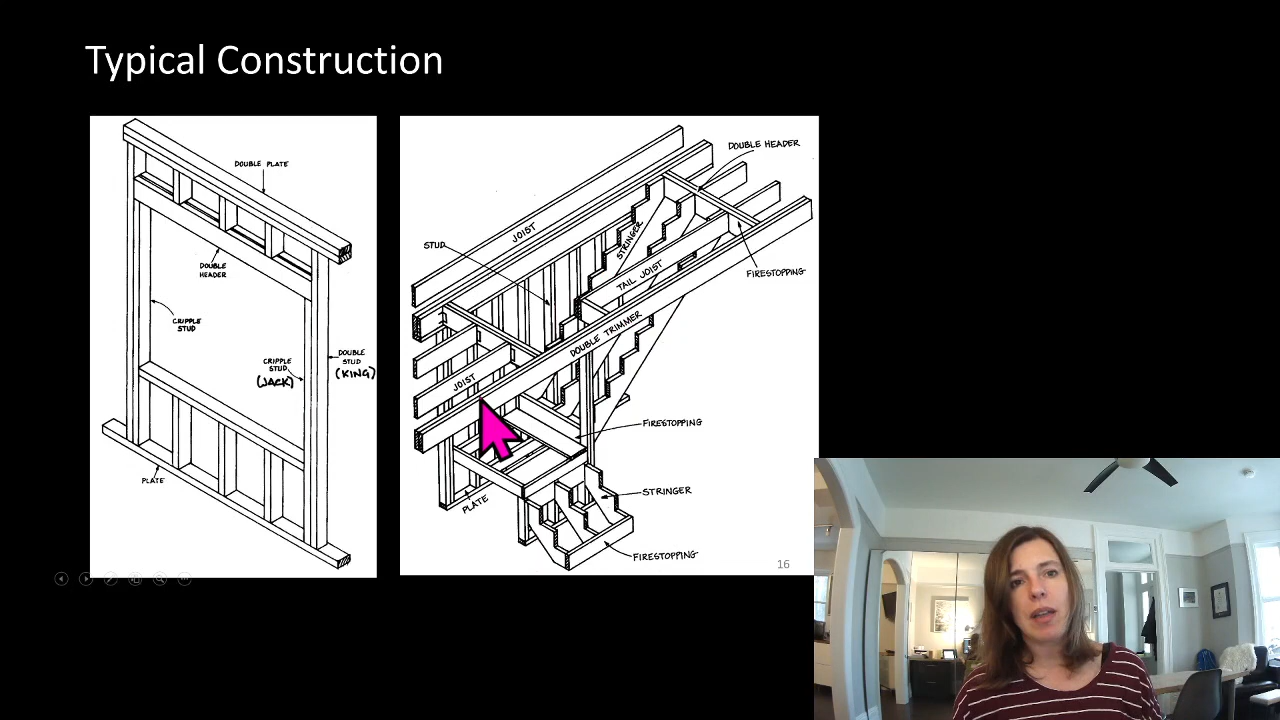 Typical Construction
DOUBLE PLATE
DOUBLE
HEADER
CRIPPLE
STUD
CRIPPLE
STUD
(JACK)
DOUBLE
STUD
(KING)
PLATE
DOUBLE HEADER
JOIST
STUD
STRINGER
TAIL JOIST
FIRESTOPPING
DOUBLE TRIMMER
JOIST
FIRESTOPPING
PLATE
STRINGER
FIRESTOPPING
16